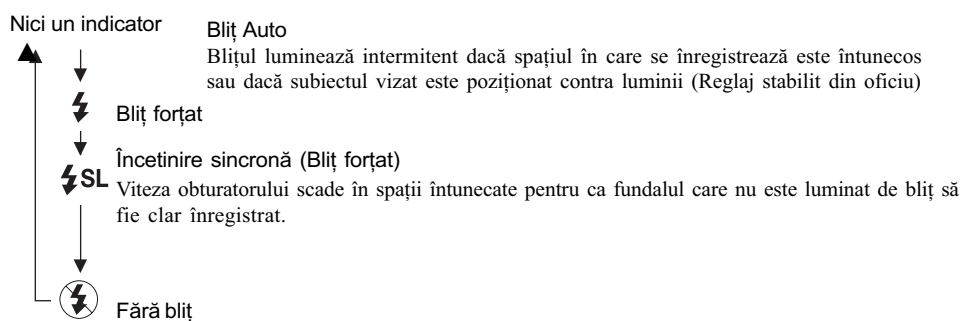 Nici un indicator
Bliț Auto
Blițul luminează intermitent dacă spațiul în care se înregistrează este întunecos
sau dacă subiectul vizat este poziționat contra luminii (Reglaj stabilit din oficiu)
Bliț forțat
Încetinire sincronă (Bliț forțat)
SL
Viteza obturatorului scade în spații întunecate pentru ca fundalul care nu este luminat de bliț să
fie clar înregistrat.
Fără bliț